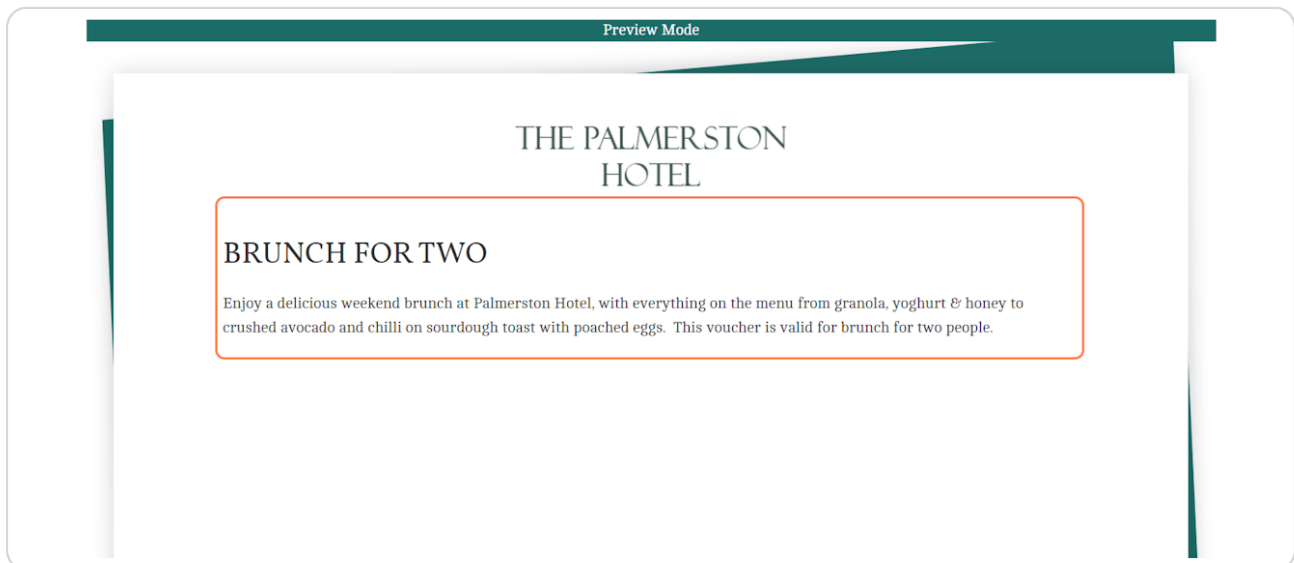 Preview Mode
THE PALMERSTON
HOTEL
BRUNCH FOR TWO
Enjoy a delicious weekend brunch at Palmerston Hotel, with everything on the menu from granola, yoghurt & honey to
crushed avocado and chilli on sourdough toast with poached eggs.  This voucher is valid for brunch for two people.